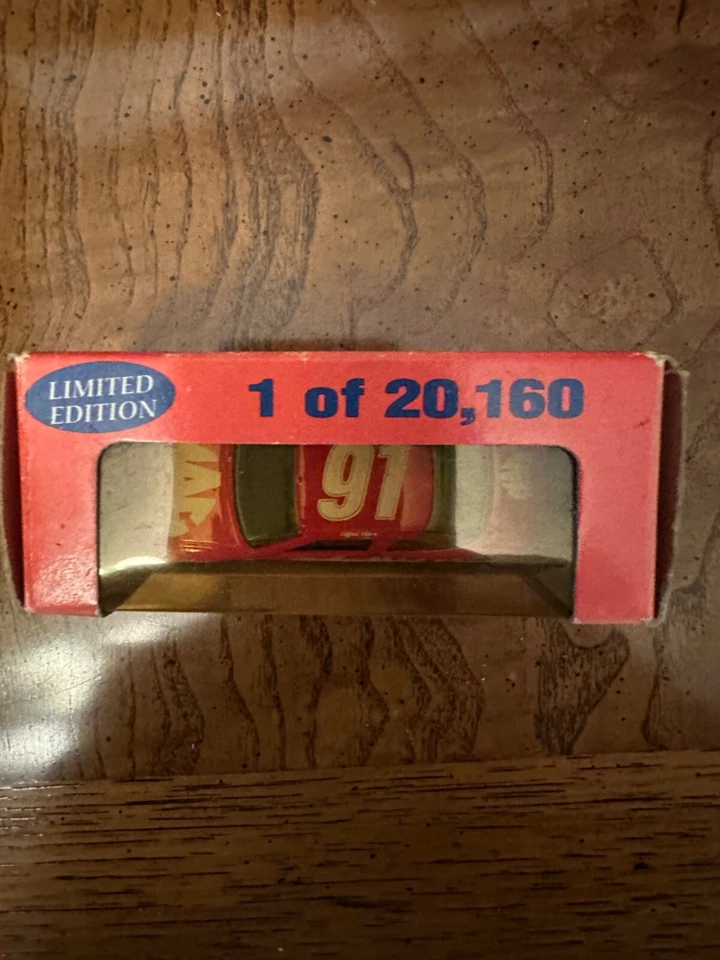 LIMITED
EDITION
1 of 20,160
91